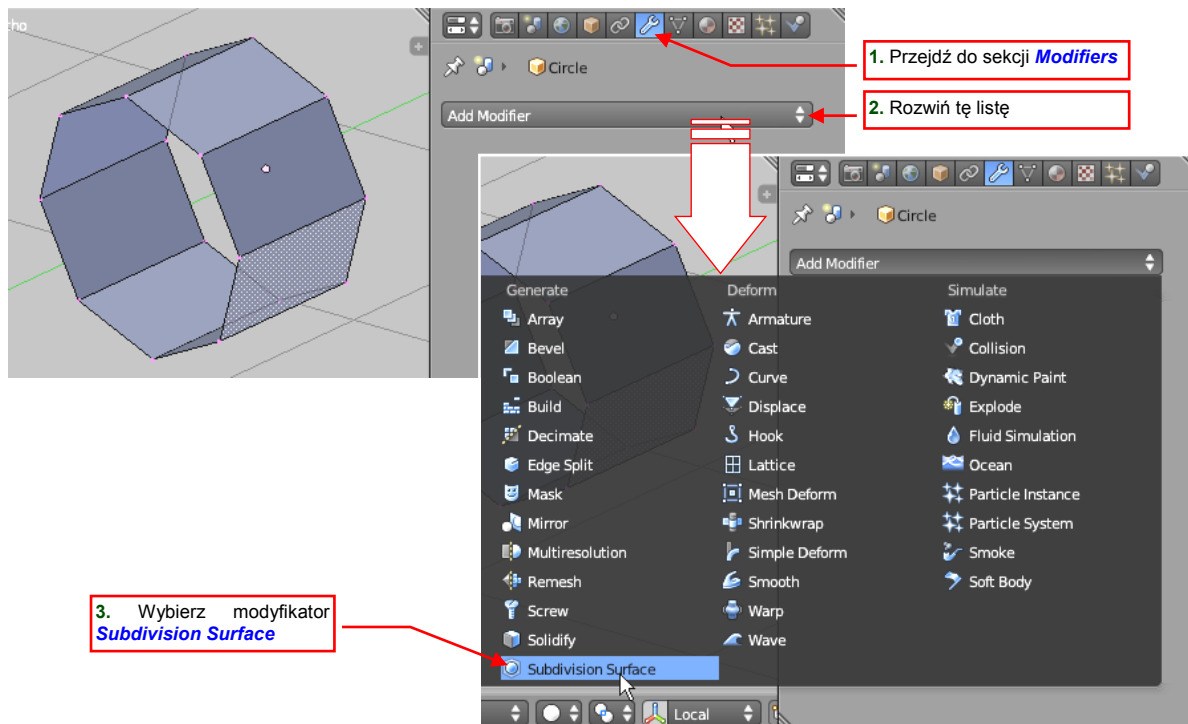 tho
Circle
Add Modifier
1. Przejdź do sekcji Modifiers
2. Rozwiń tę listę
Circle
Add Modifier
Generate
Array
Bevel
Boolean
Build
Decimate
Edge Split
Mask
Mirror
Multiresolution
Remesh
Screw
Solidify
Subdivision Surface
Deform
Armature
Cast
Curve
Displace
Hook
Lattice
Mesh Deform
Shrinkwrap
Simple Deform
Smooth
Warp
Wave
Simulate
Cloth
Collision
Dynamic Paint
Explode
Fluid Simulation
Ocean
Particle Instance
Particle System
Smoke
Soft Body
3. Wybierz modyfikator
Subdivision Surface
Local